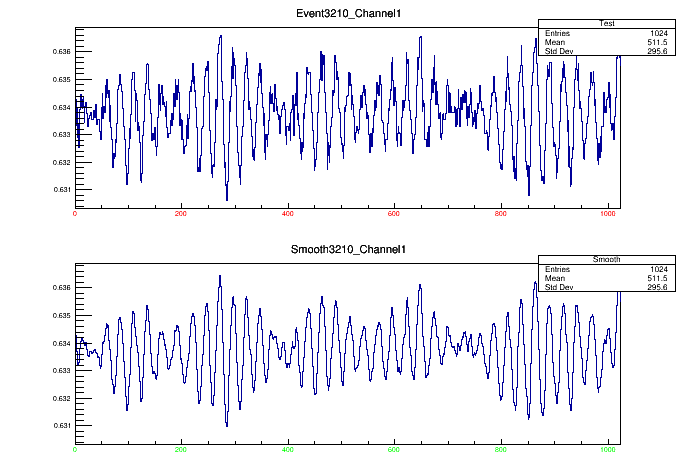 Event3210_Channel1
Test
Entries 1024
Mean 511.5
Std Dev 295.6
0.636
0.635
0.634
0.633
0.632
0.631
0 200 400 600 800 1000
Smooth3210_Channel1
Smooth
Entries 1024
Mean 511.5
Std Dev 295.6
0.636
0.635
0.634
0.633
0.632
0.631
0 200 400 600 800 1000